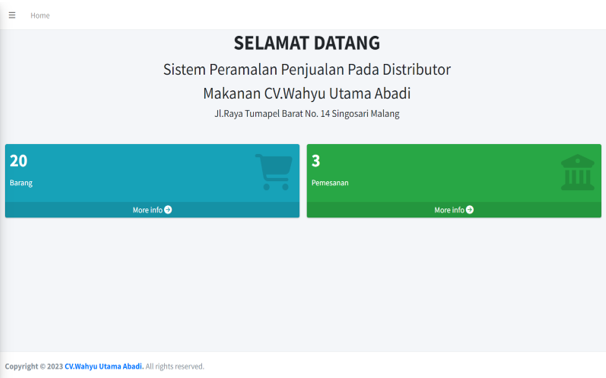 Home
SELAMAT DATANG
Sistem Peramalan Penjualan Pada Distributor
Makanan CV.Wahyu Utama Abadi
Jl.Raya Tumapel Barat No. 14 Singosari Malang
20
Barang
More info
3
Pemesanan
More info
Copyright © 2023 CV.Wahyu Utama Abadi. All rights reserved.